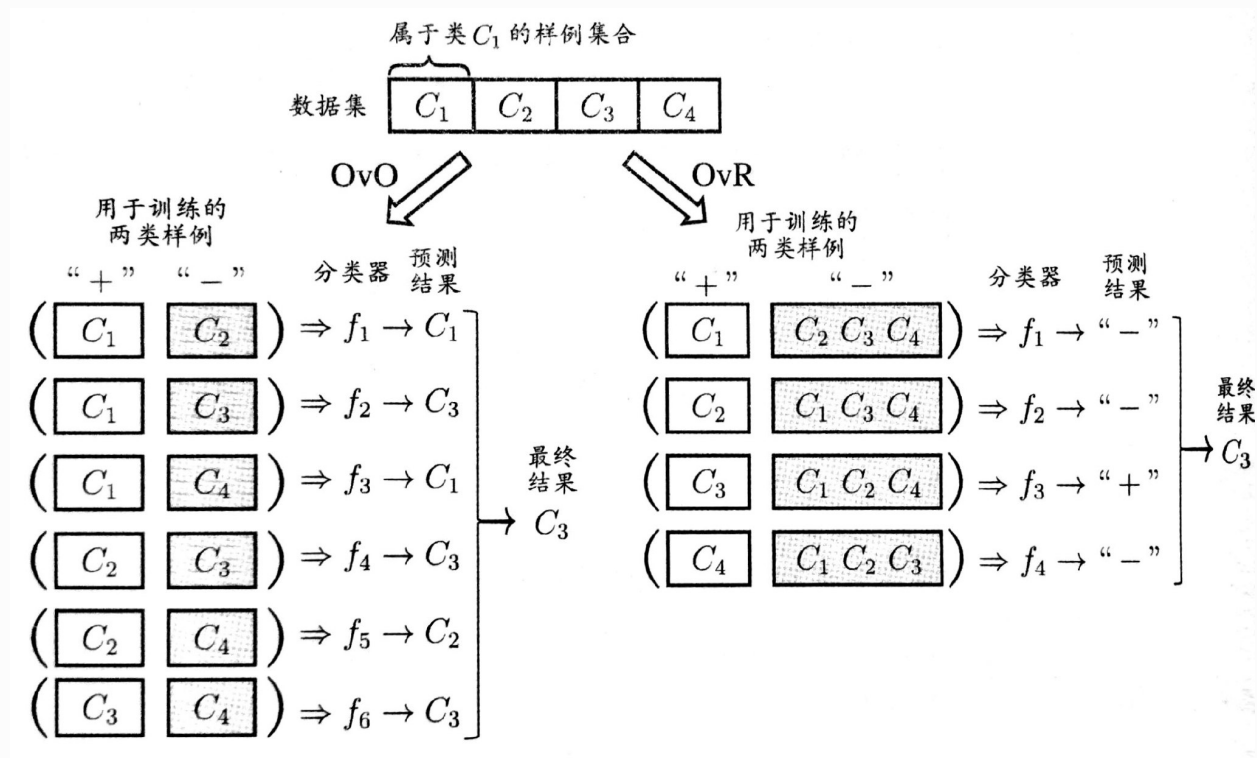 属于类C₁的样例集合
数据集 C₁ C₂ C₃ C₄
OvO OvR
用于训练的
两类样例
“+” “−” 分类器 预测
结果
(C₁ C₂) ⇒ f₁ → C₁
(C₁ C₃) ⇒ f₂ → C₃
(C₁ C₄) ⇒ f₃ → C₁
(C₂ C₃) ⇒ f₄ → C₃
(C₂ C₄) ⇒ f₅ → C₂
(C₃ C₄) ⇒ f₆ → C₃
最终
结果
C₃
用于训练的
两类样例
“+” “−” 分类器 预测
结果
(C₁ C₂ C₃ C₄) ⇒ f₁ → “−”
(C₂ C₁ C₃ C₄) ⇒ f₂ → “−”
(C₃ C₁ C₂ C₄) ⇒ f₃ → “+”
(C₄ C₁ C₂ C₃) ⇒ f₄ → “−”
最终
结果
C₃